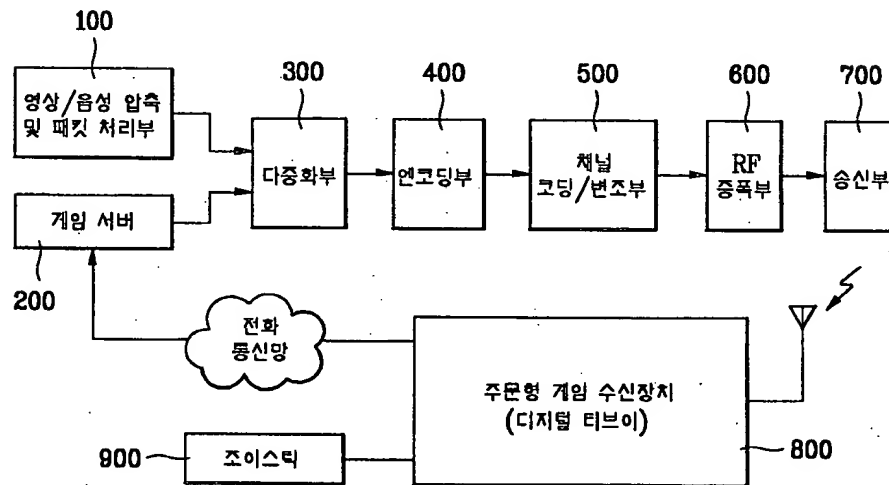 100
영상/음성 압축
및 패킷 처리부
300
400
500
600
700
다중화부
엔코딩부
채널
코딩/변조부
RF
증폭부
송신부
게임 서버
200
전화
통신망
주문형 게임 수신장치
(디지털 티브이)
800
900
조이스틱